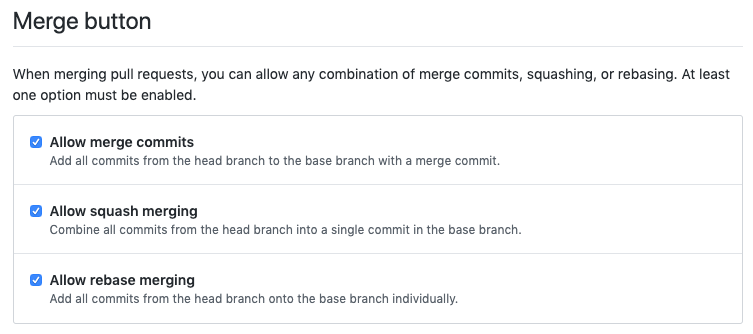 Merge button
When merging pull requests, you can allow any combination of merge commits, squashing, or rebasing. At least
one option must be enabled.
Allow merge commits
Add all commits from the head branch to the base branch with a merge commit.
Allow squash merging
Combine all commits from the head branch into a single commit in the base branch.
Allow rebase merging
Add all commits from the head branch onto the base branch individually.